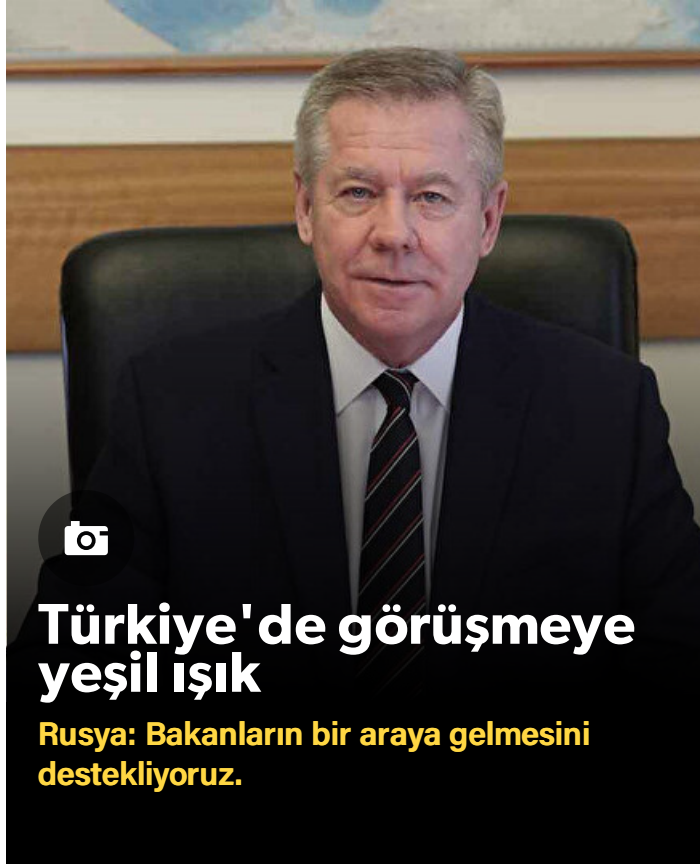 Türkiye'de görüşmeye
yeşil ışık
Rusya: Bakanların bir araya gelmesini
destekliyoruz.